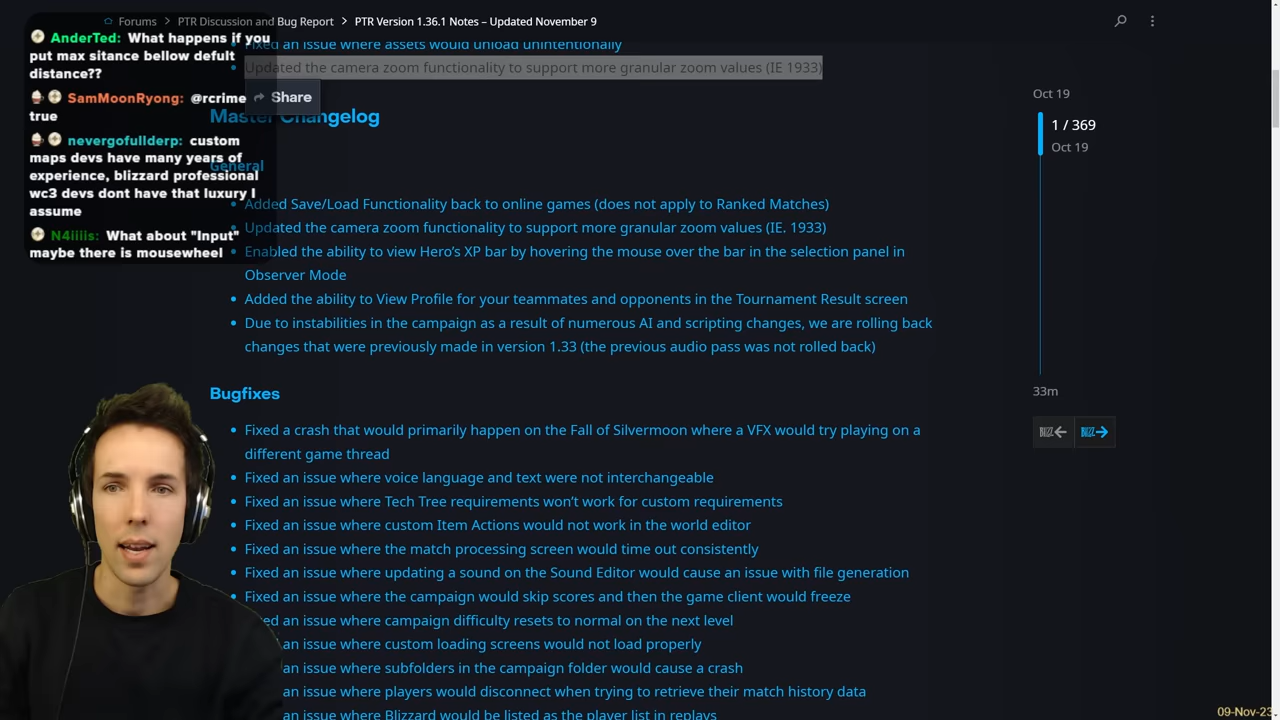 Forums > PTR Discussion and Bug Report > PTR Version 1.36.1 Notes – Updated November 9
AnderTed: What happens if you
put max sitance bellow defult
distance??
SamMoonRyong: @rcrime
true
nevergofullderp: custom
maps devs have many years of
experience, blizzard professional
wc3 devs dont have that luxury I
assume
N4iiiis: What about "Input"
maybe there is mousewheel
Fixed an issue where assets would unload unintentionally
Updated the camera zoom functionality to support more granular zoom values (IE 1933)
Share
Master Changelog
General
Added Save/Load Functionality back to online games (does not apply to Ranked Matches)
Updated the camera zoom functionality to support more granular zoom values (IE. 1933)
Enabled the ability to view Hero’s XP bar by hovering the mouse over the bar in the selection panel in
Observer Mode
Added the ability to View Profile for your teammates and opponents in the Tournament Result screen
Due to instabilities in the campaign as a result of numerous AI and scripting changes, we are rolling back
changes that were previously made in version 1.33 (the previous audio pass was not rolled back)
Bugfixes
Fixed a crash that would primarily happen on the Fall of Silvermoon where a VFX would try playing on a
different game thread
Fixed an issue where voice language and text were not interchangeable
Fixed an issue where Tech Tree requirements won’t work for custom requirements
Fixed an issue where custom Item Actions would not work in the world editor
Fixed an issue where the match processing screen would time out consistently
Fixed an issue where updating a sound on the Sound Editor would cause an issue with file generation
Fixed an issue where the campaign would skip scores and then the game client would freeze
ed an issue where campaign difficulty resets to normal on the next level
an issue where custom loading screens would not load properly
an issue where subfolders in the campaign folder would cause a crash
an issue where players would disconnect when trying to retrieve their match history data
an issue where Blizzard would be listed as the player list in replays
Oct 19
1 / 369
Oct 19
33m
BLIZZ BLIZZ
09-Nov-23